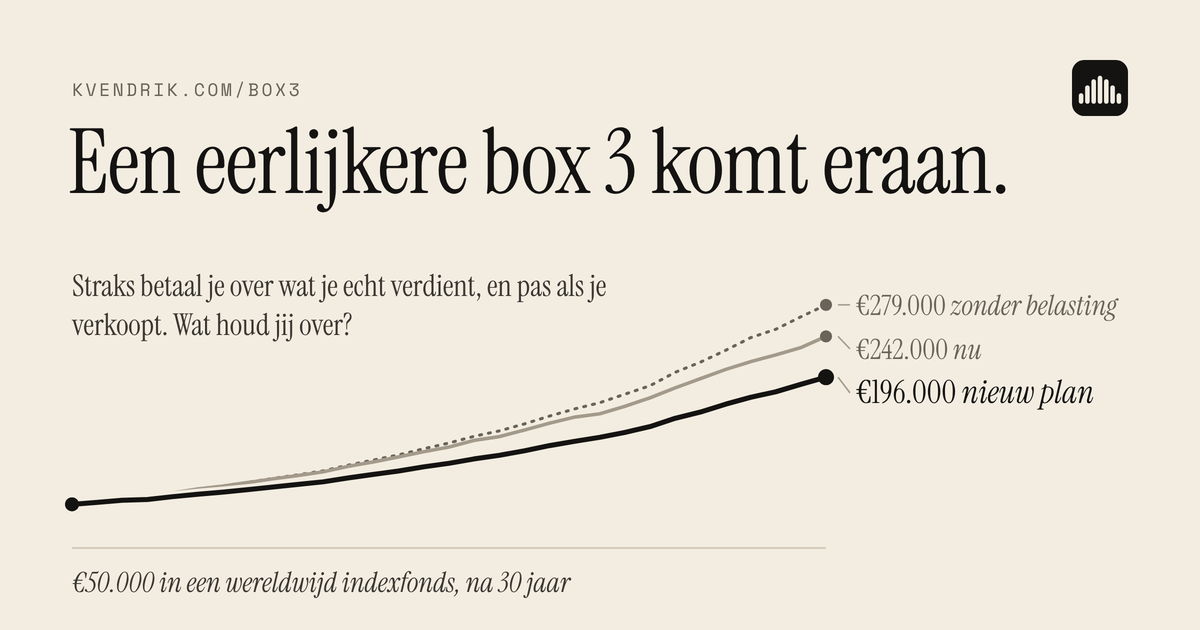 KVENDRIK.COM/BOX3
Een eerlijkere box 3 komt eraan.
Straks betaal je over wat je echt verdient, en pas als je
verkoopt. Wat houd jij over?
€279.000 zonder belasting
€242.000 nu
€196.000 nieuw plan
€50.000 in een wereldwijd indexfonds, na 30 jaar